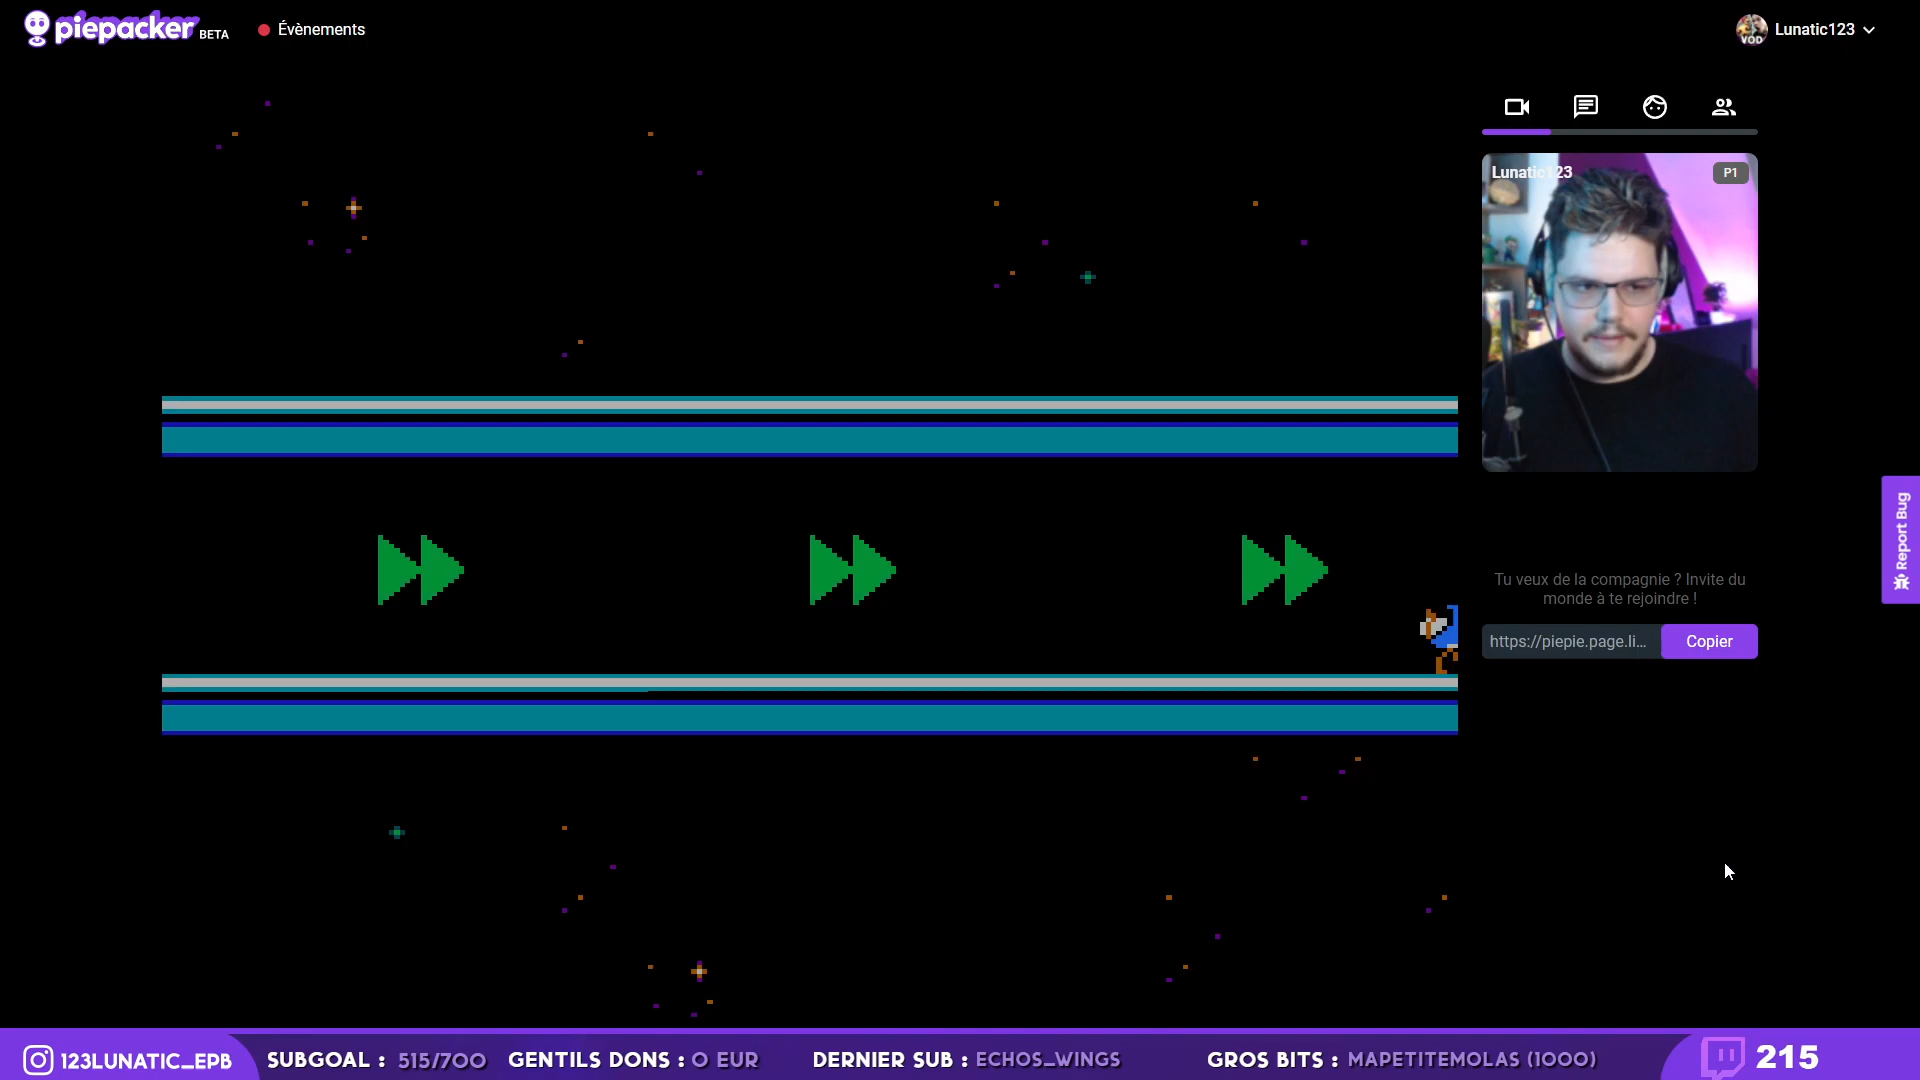 piepacker BETA
Évènements
Lunatic123
VOD
Lunatic123
P1
Report Bug
Tu veux de la compagnie ? Invite du
monde à te rejoindre !
https://piepie.page.li...
Copier
123LUNATIC_EPB
SUBGOAL : 515/700
GENTILS DONS : 0 EUR
DERNIER SUB : ECHOS_WINGS
GROS BITS : MAPETITEMOLAS (1000)
215